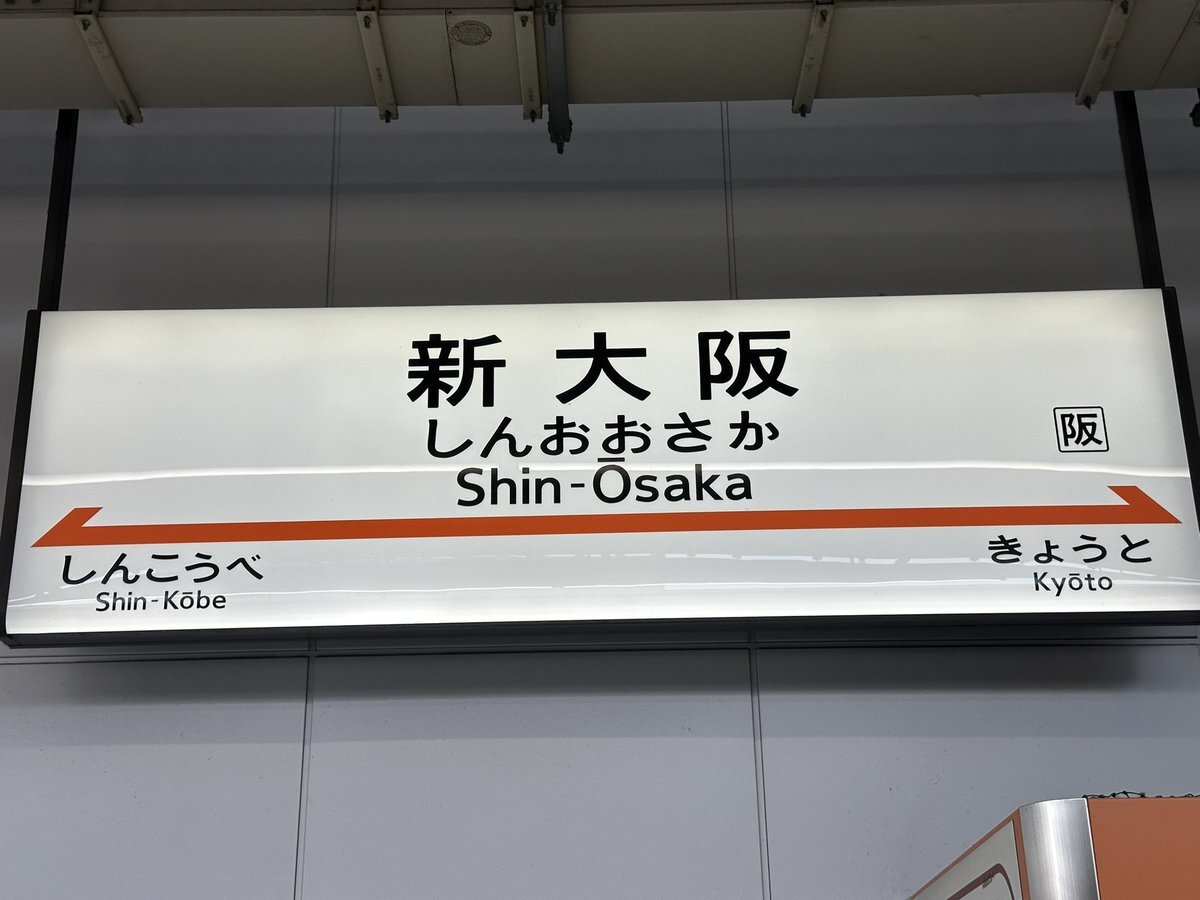 新大阪
しんおおさか
Shin-Ōsaka
阪
しんこうべ
Shin-Kōbe
きょうと
Kyōto